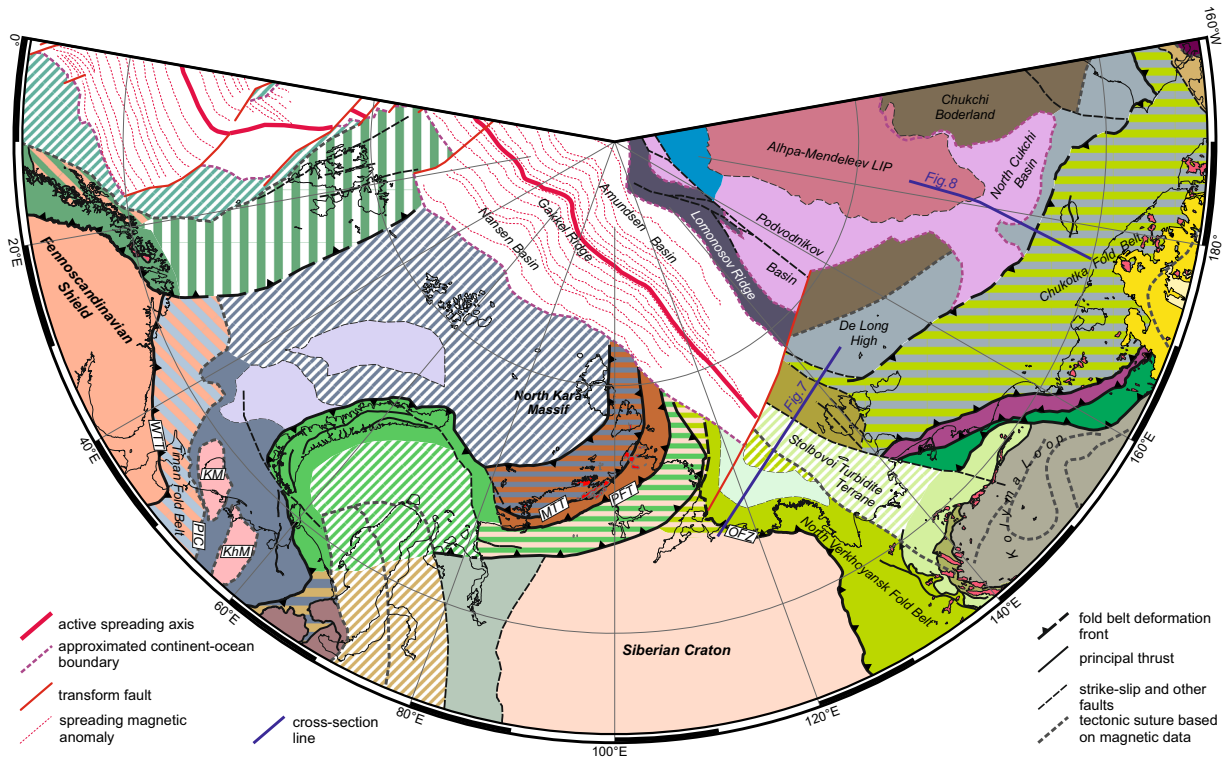 0°
160°W
Chukchi
Boderland
Alhpa-Mendeleev LIP
North Cukchi
Basin
Fig.8
Nansen Basin
Gakkel Ridge
Amundsen Basin
Lomonosov Ridge
Podvodnikov
Basin
20°E
180°
Fennoscandinavian
Shield
Chukotka Fold Belt
De Long
High
North Kara
Massif
Fig.7
40°E
WTT
Timan Fold Belt
KM
PIC
KhM
Stolbovoi Turbidite
Terrane
Kolyma Loop
160°E
MTT
PFT
North Verkhoyansk Fold Belt
60°E
140°E
Siberian Craton
80°E
100°E
120°E
active spreading axis
approximated continent-ocean
boundary
transform fault
spreading magnetic
anomaly
cross-section
line
fold belt deformation
front
principal thrust
strike-slip and other
faults
tectonic suture based
on magnetic data